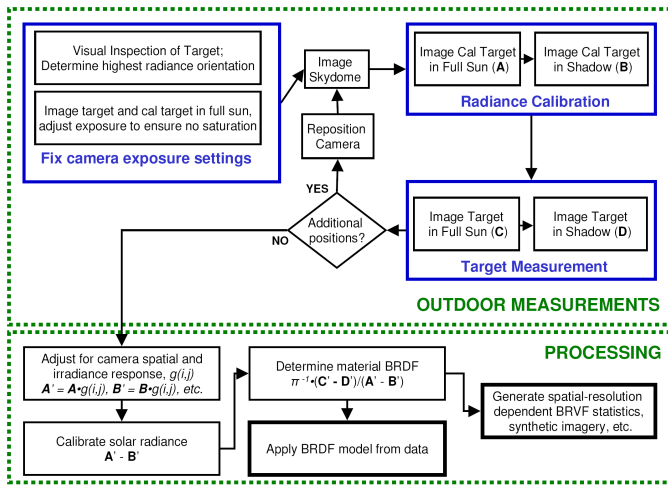 Visual Inspection of Target;
Determine highest radiance orientation
Image target and cal target in full sun,
adjust exposure to ensure no saturation
Fix camera exposure settings
Image
Skydome
Reposition
Camera
Image Cal Target
in Full Sun (A)
Image Cal Target
in Shadow (B)
Radiance Calibration
Image Target
in Full Sun (C)
Image Target
in Shadow (D)
Target Measurement
YES
Additional
positions?
NO
OUTDOOR MEASUREMENTS
PROCESSING
Adjust for camera spatial and
irradiance response, g(i,j)
A' = A•g(i,j), B' = B•g(i,j), etc.
Calibrate solar radiance
A' - B'
Determine material BRDF
π⁻¹•(C' - D')/(A' - B')
Apply BRDF model from data
Generate spatial-resolution
dependent BRVF statistics,
synthetic imagery, etc.